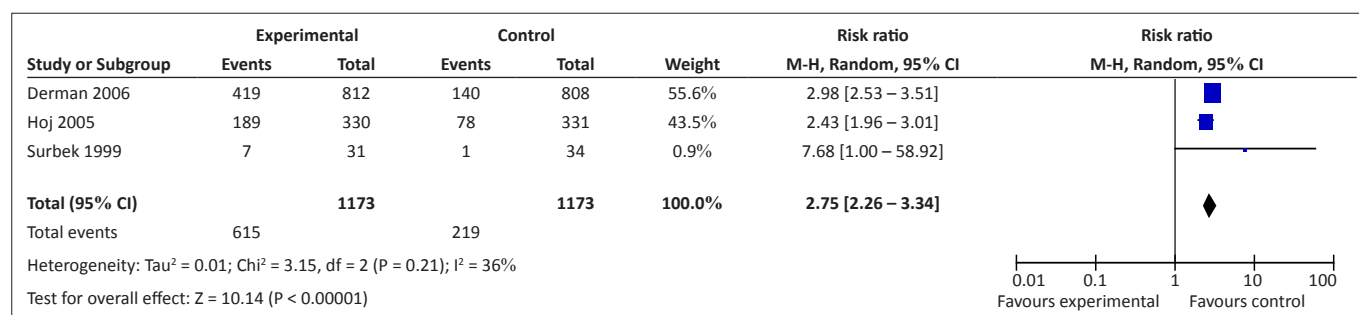 Experimental Control Risk ratio Risk ratio
Study or Subgroup Events Total Events Total Weight M-H, Random, 95% CI M-H, Random, 95% CI
Derman 2006 419 812 140 808 55.6% 2.98 [2.53 – 3.51]
Hoj 2005 189 330 78 331 43.5% 2.43 [1.96 – 3.01]
Surbek 1999 7 31 1 34 0.9% 7.68 [1.00 – 58.92]
Total (95% CI) 1173 1173 100.0% 2.75 [2.26 – 3.34]
Total events 615 219
Heterogeneity: Tau² = 0.01; Chi² = 3.15, df = 2 (P = 0.21); I² = 36%
Test for overall effect: Z = 10.14 (P < 0.00001)
0.01 0.1 1 10 100
Favours experimental Favours control